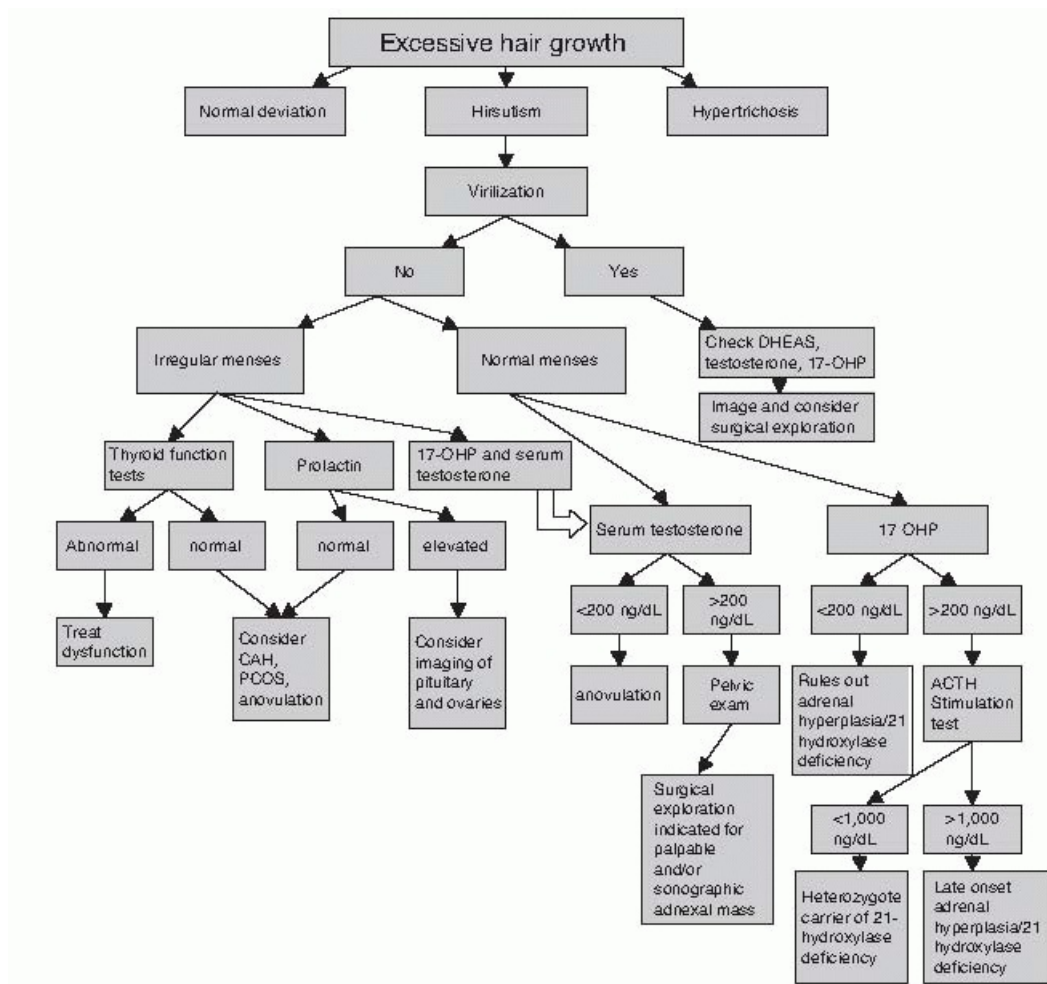 Excessive hair growth
Normal deviation
Hirsutism
Hypertrichosis
Virilization
No
Yes
Irregular menses
Normal menses
Check DHEAS,
testosterone, 17-OHP
Image and consider
surgical exploration
Thyroid function
tests
Prolactin
17-OHP and serum
testosterone
Serum testosterone
17 OHP
Abnormal
normal
normal
elevated
<200 ng/dL
>200
ng/dL
<200 ng/dL
>200 ng/dL
Treat
dysfunction
Consider
CAH,
PCOS,
anovulation
Consider
imaging of
pituitary
and ovaries
anovulation
Pelvic
exam
Rules out
adrenal
hyperplasia/21
hydroxylase
deficiency
ACTH
Stimulation
test
Surgical
exploration
indicated for
palpable
and/or
sonographic
adnexal mass
<1,000
ng/dL
>1,000
ng/dL
Heterozygote
carrier of 21-
hydroxylase
deficiency
Late onset
adrenal
hyperplasia/21
hydroxylase
deficiency